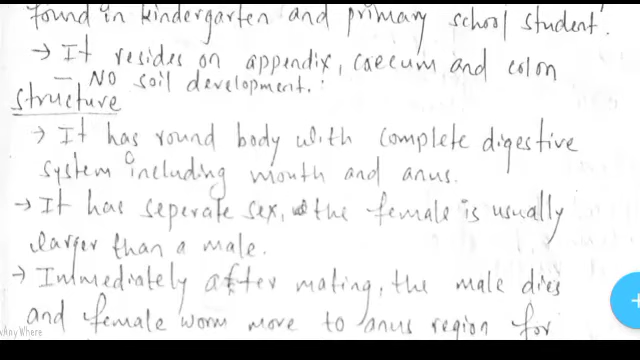 found in kindergarten and primary school student.
→ It resides on appendix, caecum and colon
- No soil development.
Structure
→ It has round body with complete digestive
system including mouth and anus.
→ It has seperate sex, the female is usually
larger than a male.
→ Immediately after mating, the male dies
and female worm move to anus region for
Any Where